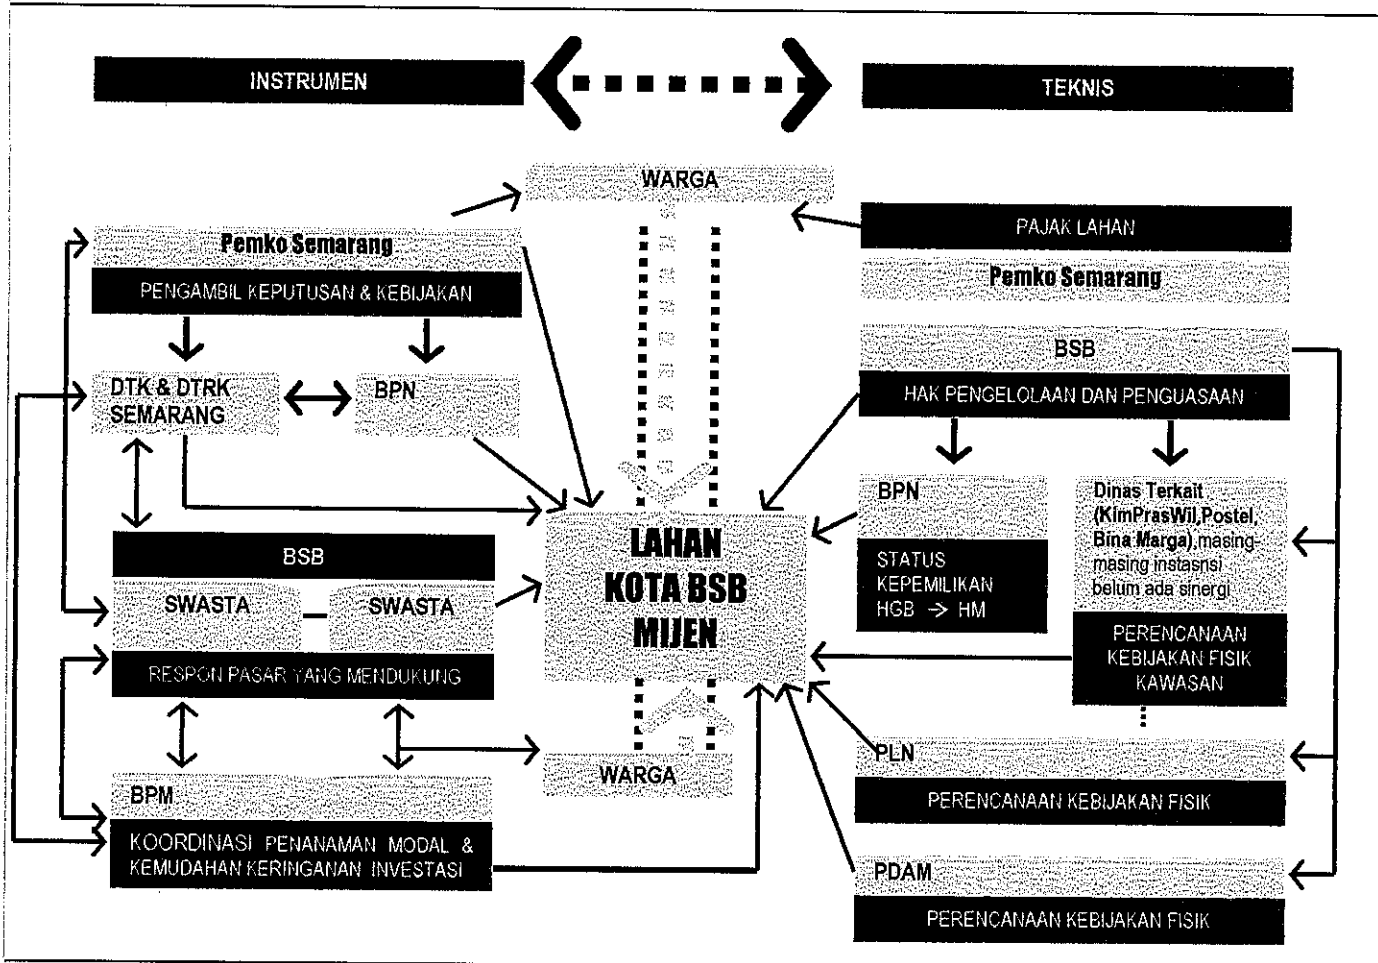 INSTRUMEN
TEKNIS
WARGA
PAJAK LAHAN
Pemko Semarang
Pemko Semarang
PENGAMBIL KEPUTUSAN & KEBIJAKAN
BSB
HAK PENGELOLAAN DAN PENGUASAAN
DTK & DTRK
SEMARANG
BPN
BPN
STATUS
KEPEMILIKAN
HGB → HM
Dinas Terkait
(KimPrasWil,Postel,
Bina Marga),masing-
masing instasnsi
belum ada sinergi
PERENCANAAN
KEBIJAKAN FISIK
KAWASAN
LAHAN
KOTA BSB
MIJEN
BSB
SWASTA
SWASTA
RESPON PASAR YANG MENDUKUNG
WARGA
PLN
PERENCANAAN KEBIJAKAN FISIK
BPM
KOORDINASI PENANAMAN MODAL &
KEMUDAHAN KERINGANAN INVESTASI
PDAM
PERENCANAAN KEBIJAKAN FISIK